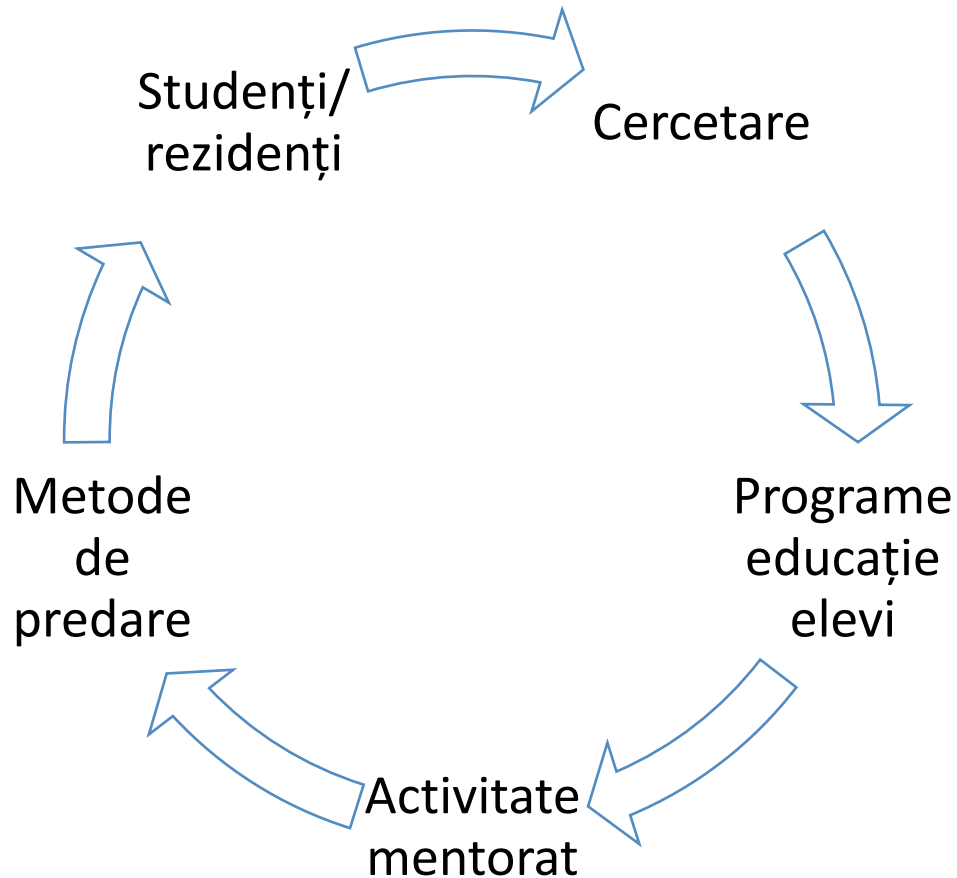 Studenți/
rezidenți
Cercetare
Programe
educație
elevi
Activitate
mentorat
Metode
de
predare